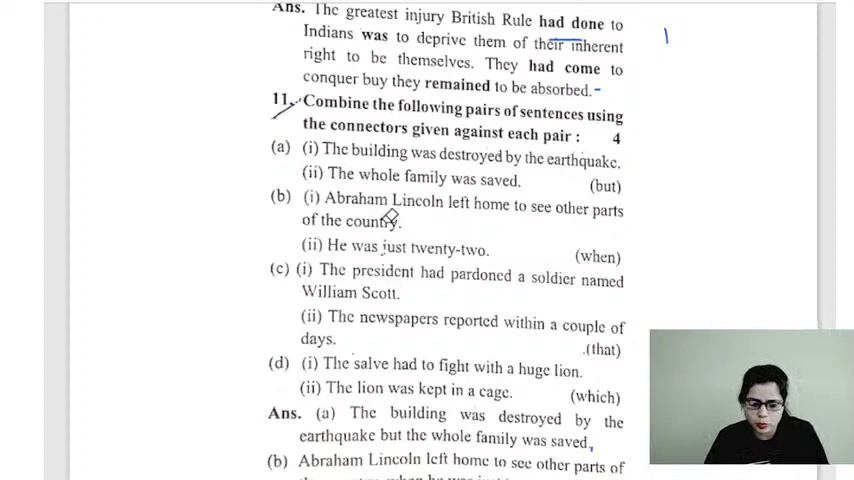 Ans. The greatest injury British Rule had done to
Indians was to deprive them of their inherent
right to be themselves. They had come to
conquer buy they remained to be absorbed.
11. Combine the following pairs of sentences using
the connectors given against each pair : 4
(a) (i) The building was destroyed by the earthquake.
(ii) The whole family was saved. (but)
(b) (i) Abraham Lincoln left home to see other parts
of the country.
(ii) He was just twenty-two. (when)
(c) (i) The president had pardoned a soldier named
William Scott.
(ii) The newspapers reported within a couple of
days. (that)
(d) (i) The salve had to fight with a huge lion.
(ii) The lion was kept in a cage. (which)
Ans. (a) The building was destroyed by the
earthquake but the whole family was saved,
(b) Abraham Lincoln left home to see other parts of